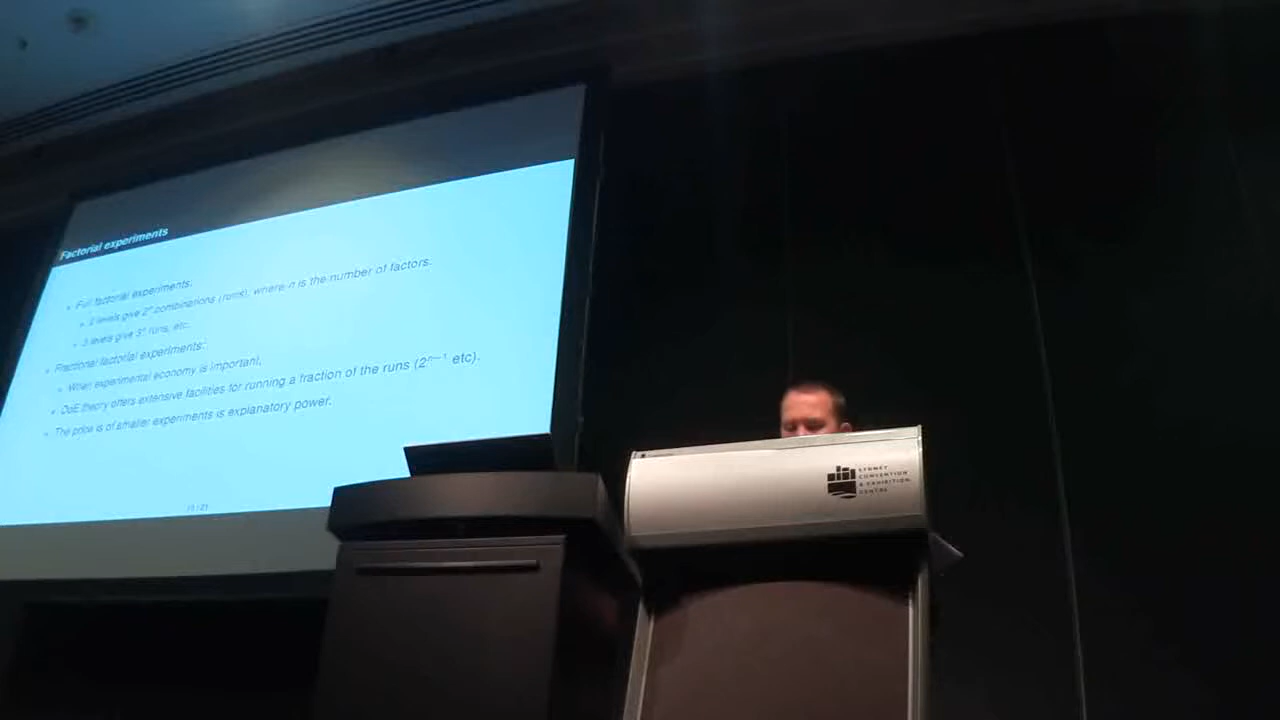 Factorial experiments
Full factorial experiments:
2 levels give 2ⁿ combinations (runs), where n is the number of factors.
3 levels give 3ⁿ runs, etc.
Fractional factorial experiments:
When experimental economy is important,
DoE theory offers extensive facilities for running a fraction of the runs (2ⁿ⁻¹ etc).
The price is of smaller experiments is explanatory power.
SYDNEY
CONVENTION
& EXHIBITION
CENTRE